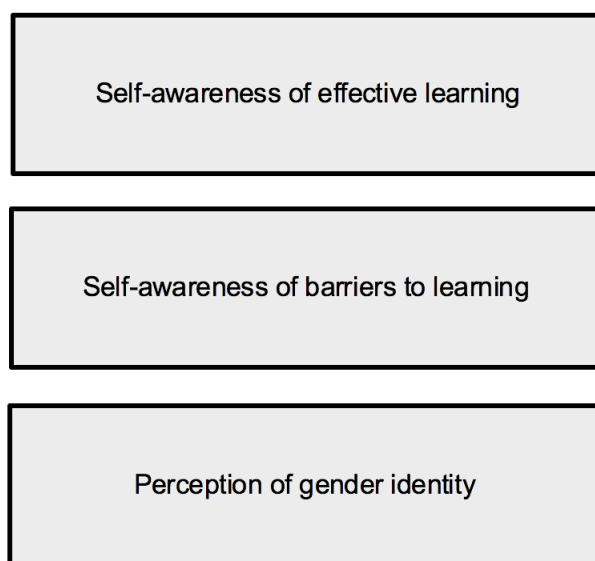 Self-awareness of effective learning
Self-awareness of barriers to learning
Perception of gender identity